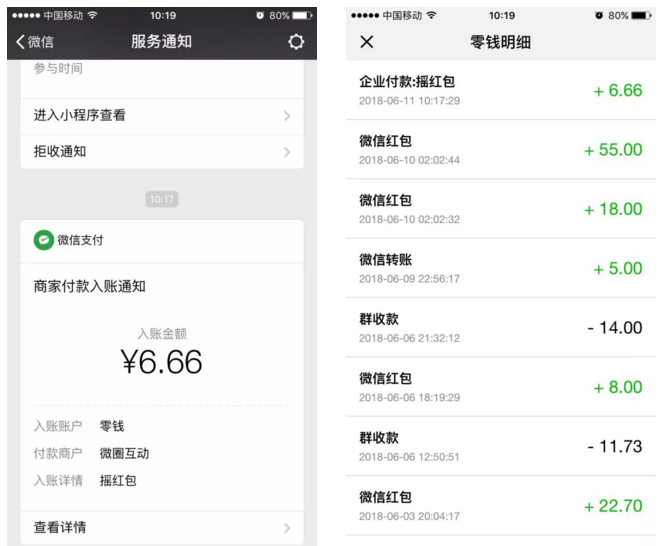 中国移动 10:19 80%
微信 服务通知
参与时间
进入小程序查看
拒收通知
10:17
微信支付
商家付款入账通知
入账金额
¥6.66
入账账户 零钱
付款商户 微圈互动
入账详情 摇红包
查看详情
中国移动 10:19 80%
零钱明细
企业付款:摇红包
2018-06-11 10:17:29
+ 6.66
微信红包
2018-06-10 02:02:44
+ 55.00
微信红包
2018-06-10 02:02:32
+ 18.00
微信转账
2018-06-09 22:56:17
+ 5.00
群收款
2018-06-06 21:32:12
- 14.00
微信红包
2018-06-06 18:19:29
+ 8.00
群收款
2018-06-06 12:50:51
- 11.73
微信红包
2018-06-03 20:04:17
+ 22.70